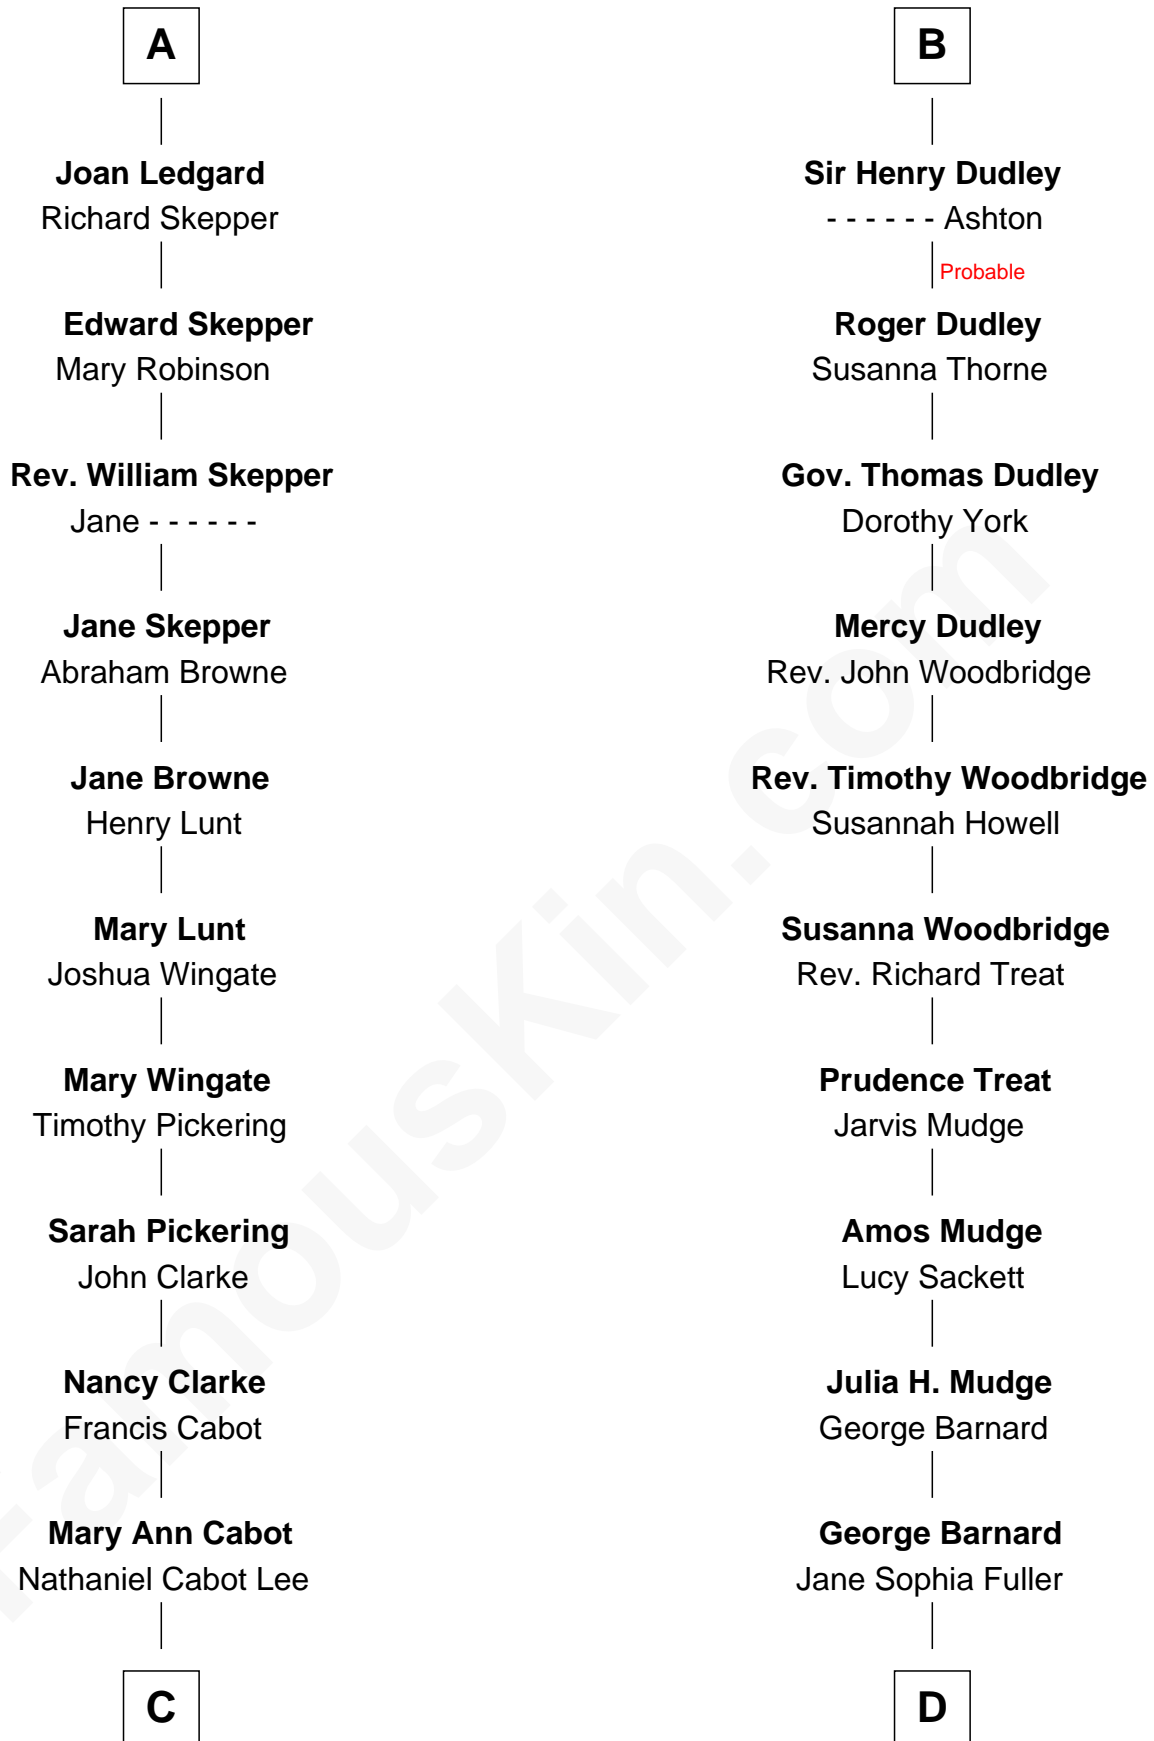 A
Joan Ledgard
Richard Skepper
Edward Skepper
Mary Robinson
Rev. William Skepper
Jane - - - - - -
Jane Skepper
Abraham Browne
Jane Browne
Henry Lunt
Mary Lunt
Joshua Wingate
Mary Wingate
Timothy Pickering
Sarah Pickering
John Clarke
Nancy Clarke
Francis Cabot
Mary Ann Cabot
Nathaniel Cabot Lee
C
B
Sir Henry Dudley
- - - - - - Ashton
Probable
Roger Dudley
Susanna Thorne
Gov. Thomas Dudley
Dorothy York
Mercy Dudley
Rev. John Woodbridge
Rev. Timothy Woodbridge
Susannah Howell
Susanna Woodbridge
Rev. Richard Treat
Prudence Treat
Jarvis Mudge
Amos Mudge
Lucy Sackett
Julia H. Mudge
George Barnard
George Barnard
Jane Sophia Fuller
D
FamousKin.com